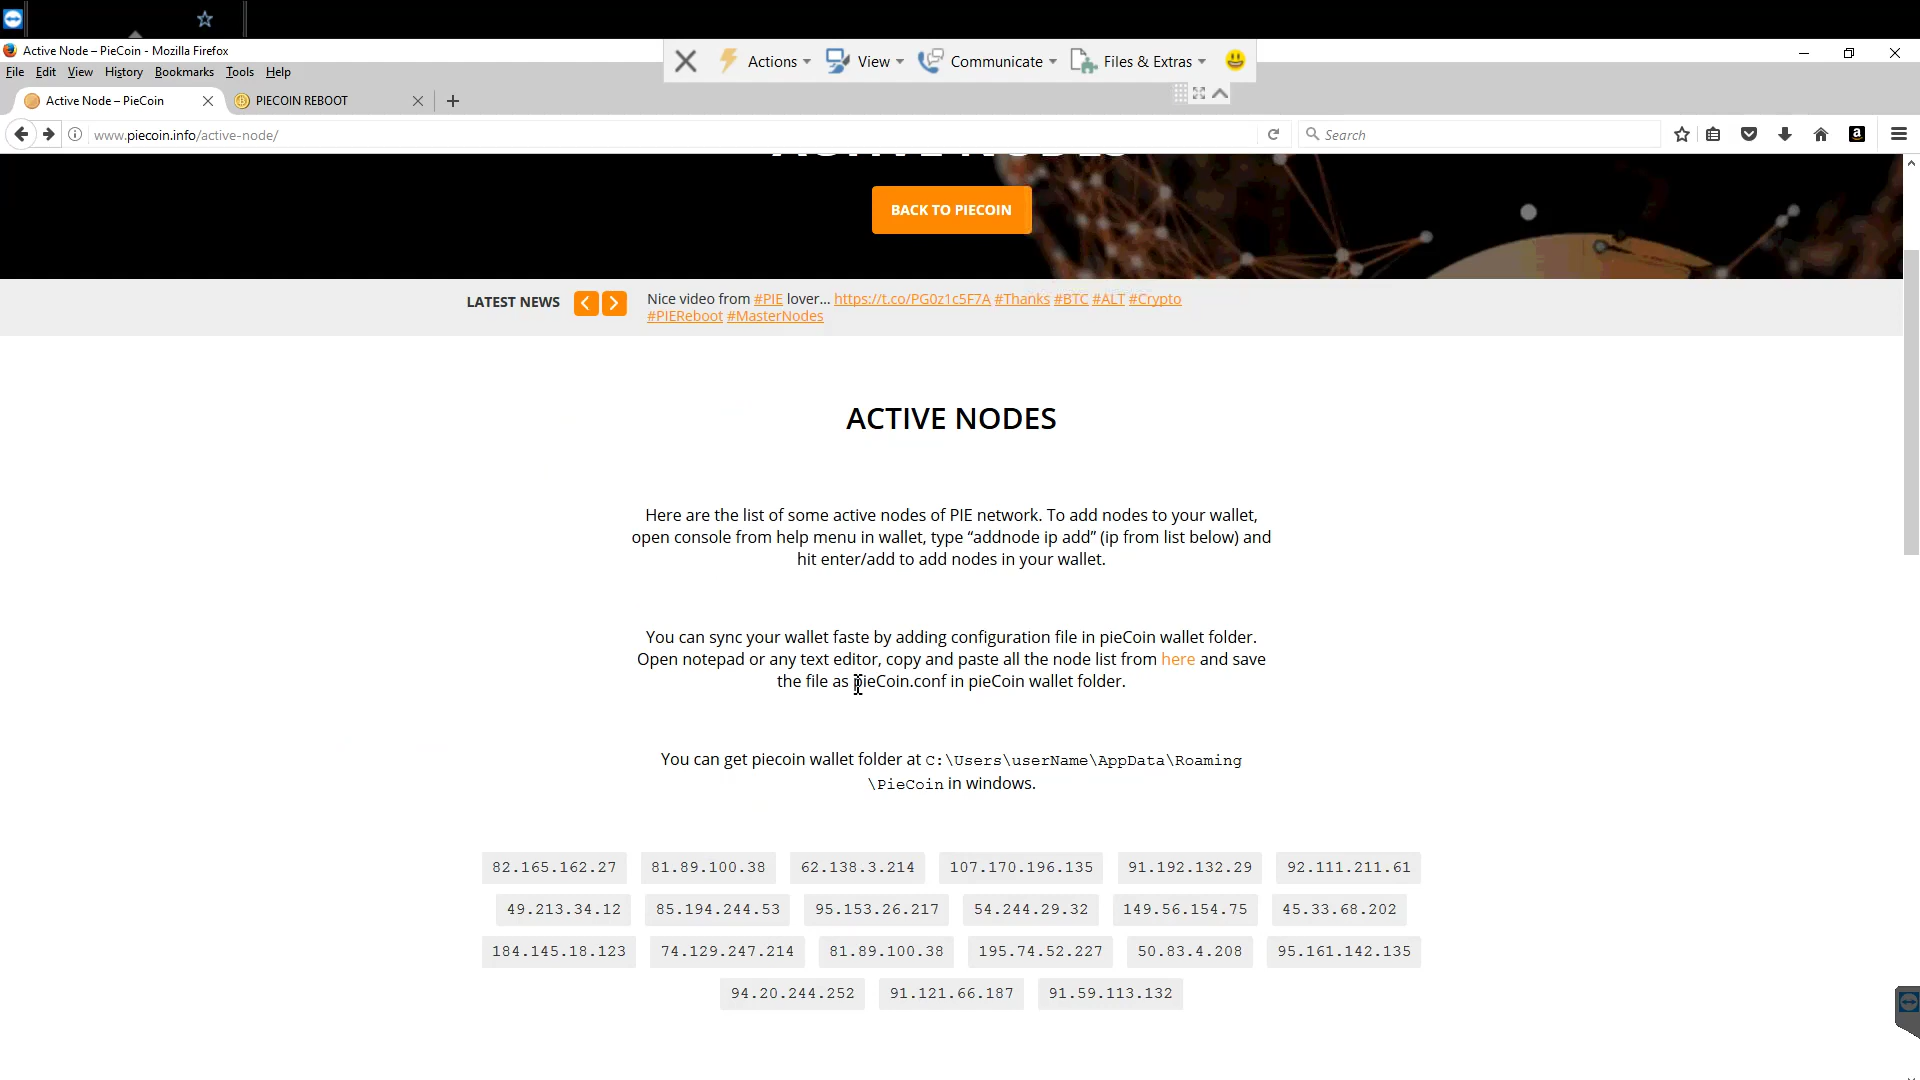 Active Node – PieCoin - Mozilla Firefox
File Edit View History Bookmarks Tools Help
Actions View Communicate Files & Extras
Active Node – PieCoin
PIECOIN REBOOT
www.piecoin.info/active-node/
Search
ACTIVE NODES
BACK TO PIECOIN
LATEST NEWS
Nice video from #PIE lover... https://t.co/PG0z1c5F7A #Thanks #BTC #ALT #Crypto
#PIEReboot #MasterNodes
ACTIVE NODES
Here are the list of some active nodes of PIE network. To add nodes to your wallet,
open console from help menu in wallet, type “addnode ip add” (ip from list below) and
hit enter/add to add nodes in your wallet.
You can sync your wallet faste by adding configuration file in pieCoin wallet folder.
Open notepad or any text editor, copy and paste all the node list from here and save
the file as pieCoin.conf in pieCoin wallet folder.
You can get piecoin wallet folder at C:\Users\userName\AppData\Roaming
\PieCoin in windows.
82.165.162.27 81.89.100.38 62.138.3.214 107.170.196.135 91.192.132.29 92.111.211.61
49.213.34.12 85.194.244.53 95.153.26.217 54.244.29.32 149.56.154.75 45.33.68.202
184.145.18.123 74.129.247.214 81.89.100.38 195.74.52.227 50.83.4.208 95.161.142.135
94.20.244.252 91.121.66.187 91.59.113.132